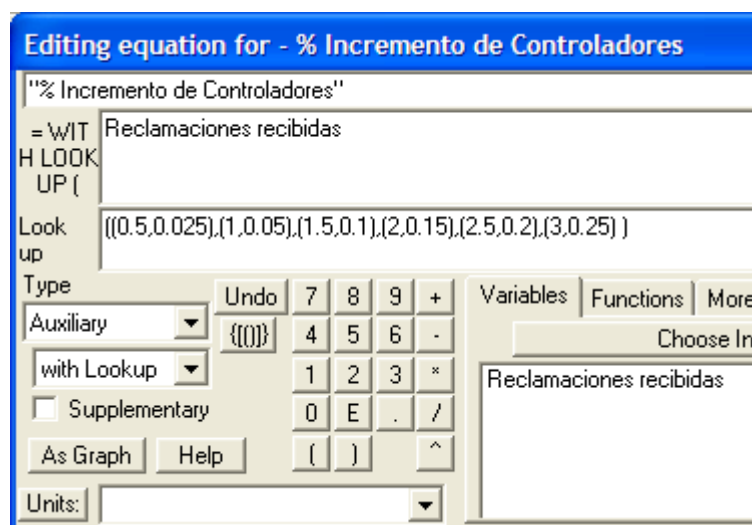 Editing equation for - % Incremento de Controladores
"% Incremento de Controladores"
= WIT
H LOOK
UP (
Reclamaciones recibidas
Look
up
((0.5,0.025),(1,0.05),(1.5,0.1),(2,0.15),(2.5,0.2),(3,0.25) )
Type
Undo 7 8 9 +
Variables Functions More
Auxiliary
{[()]} 4 5 6 -
Choose In
with Lookup
1 2 3 *
Reclamaciones recibidas
Supplementary
0 E . /
As Graph Help ( ) ^
Units: